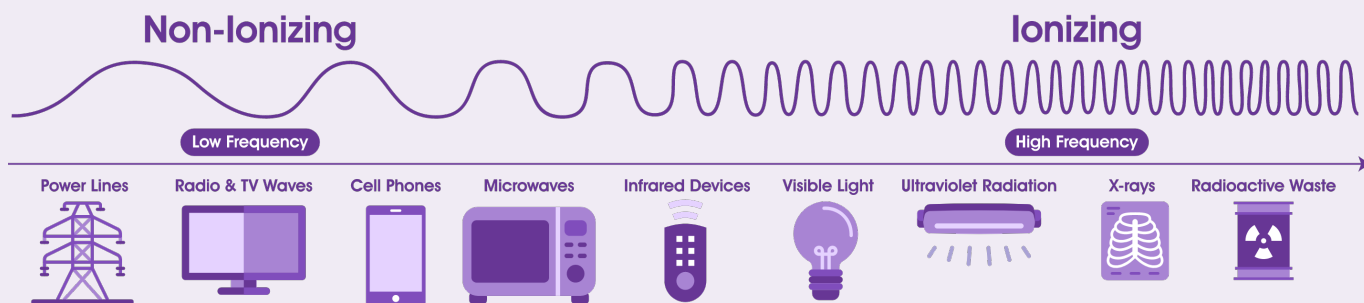 Non-Ionizing
Ionizing
Low Frequency
High Frequency
Power Lines
Radio & TV Waves
Cell Phones
Microwaves
Infrared Devices
Visible Light
Ultraviolet Radiation
X-rays
Radioactive Waste